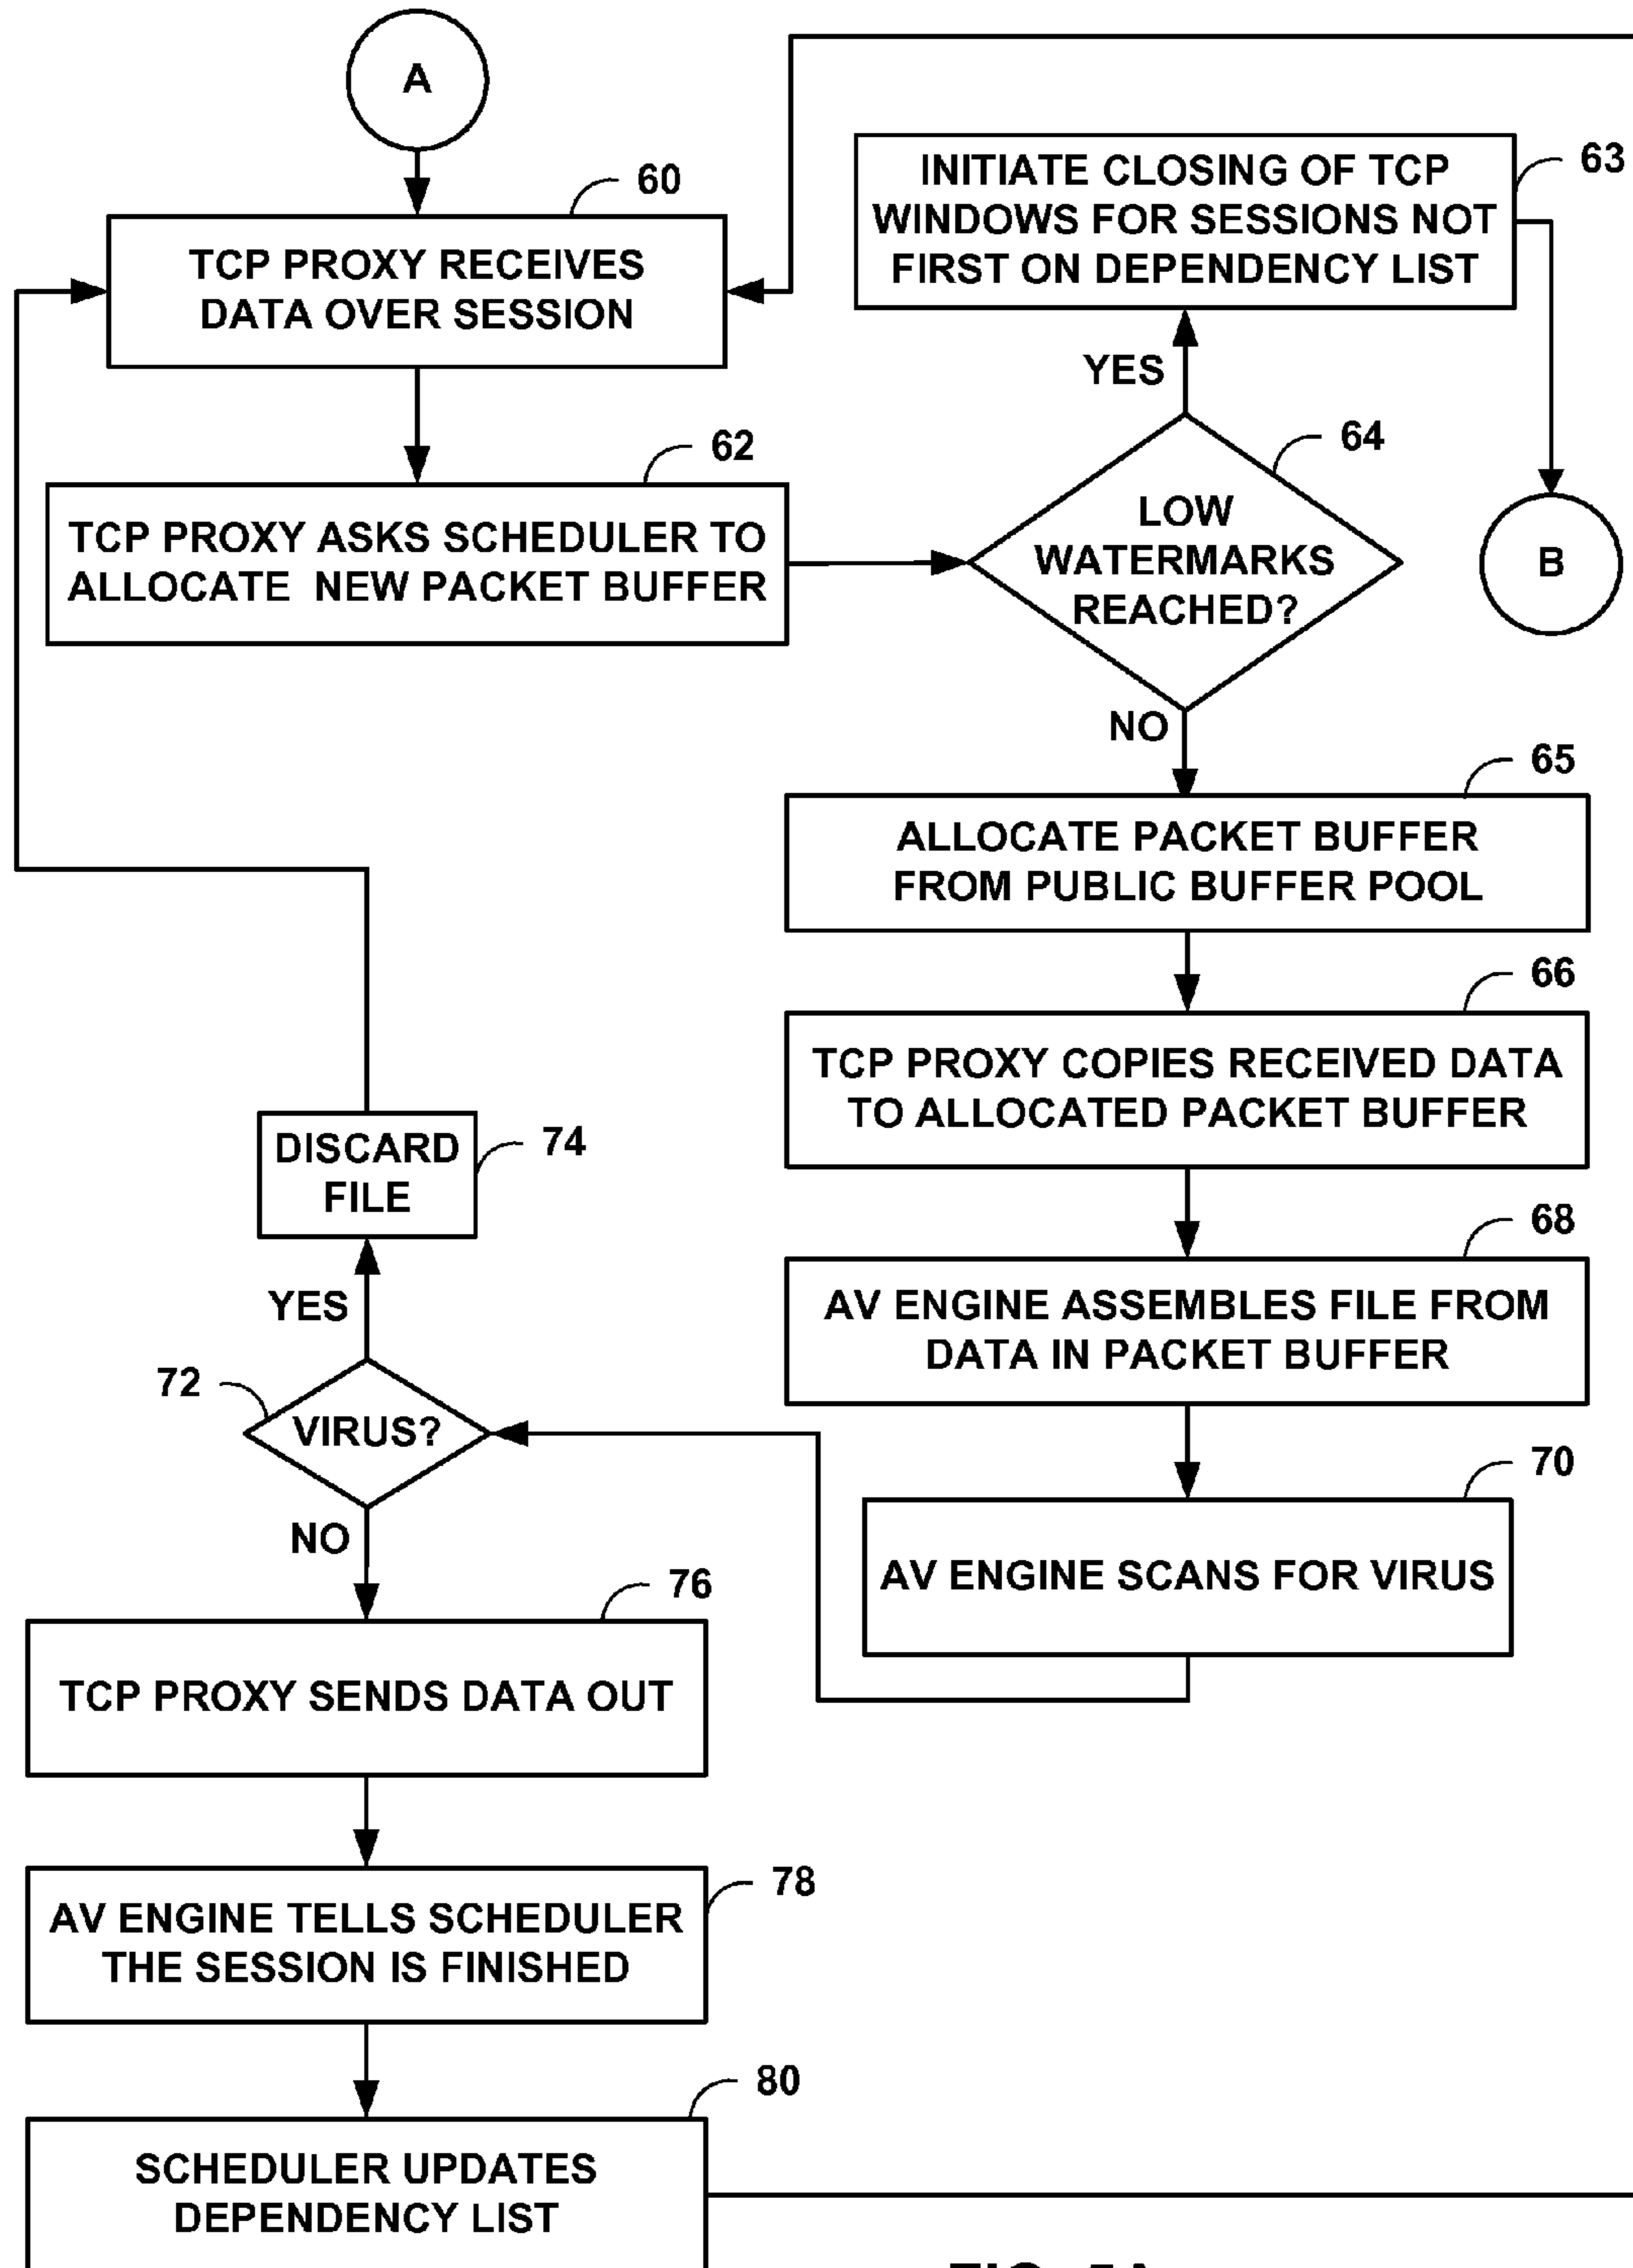 A
60
TCP PROXY RECEIVES
DATA OVER SESSION
62
TCP PROXY ASKS SCHEDULER TO
ALLOCATE NEW PACKET BUFFER
63
INITIATE CLOSING OF TCP
WINDOWS FOR SESSIONS NOT
FIRST ON DEPENDENCY LIST
YES
64
LOW
WATERMARKS
REACHED?
B
NO
65
ALLOCATE PACKET BUFFER
FROM PUBLIC BUFFER POOL
66
TCP PROXY COPIES RECEIVED DATA
TO ALLOCATED PACKET BUFFER
68
AV ENGINE ASSEMBLES FILE FROM
DATA IN PACKET BUFFER
70
AV ENGINE SCANS FOR VIRUS
72
VIRUS?
YES
DISCARD
FILE
74
NO
76
TCP PROXY SENDS DATA OUT
78
AV ENGINE TELLS SCHEDULER
THE SESSION IS FINISHED
80
SCHEDULER UPDATES
DEPENDENCY LIST